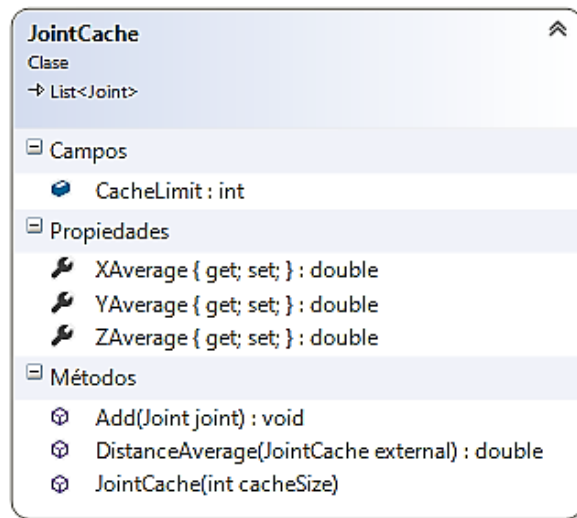 JointCache
Clase
List<Joint>
Campos
CacheLimit : int
Propiedades
XAverage { get; set; } : double
YAverage { get; set; } : double
ZAverage { get; set; } : double
Métodos
Add(Joint joint) : void
DistanceAverage(JointCache external) : double
JointCache(int cacheSize)